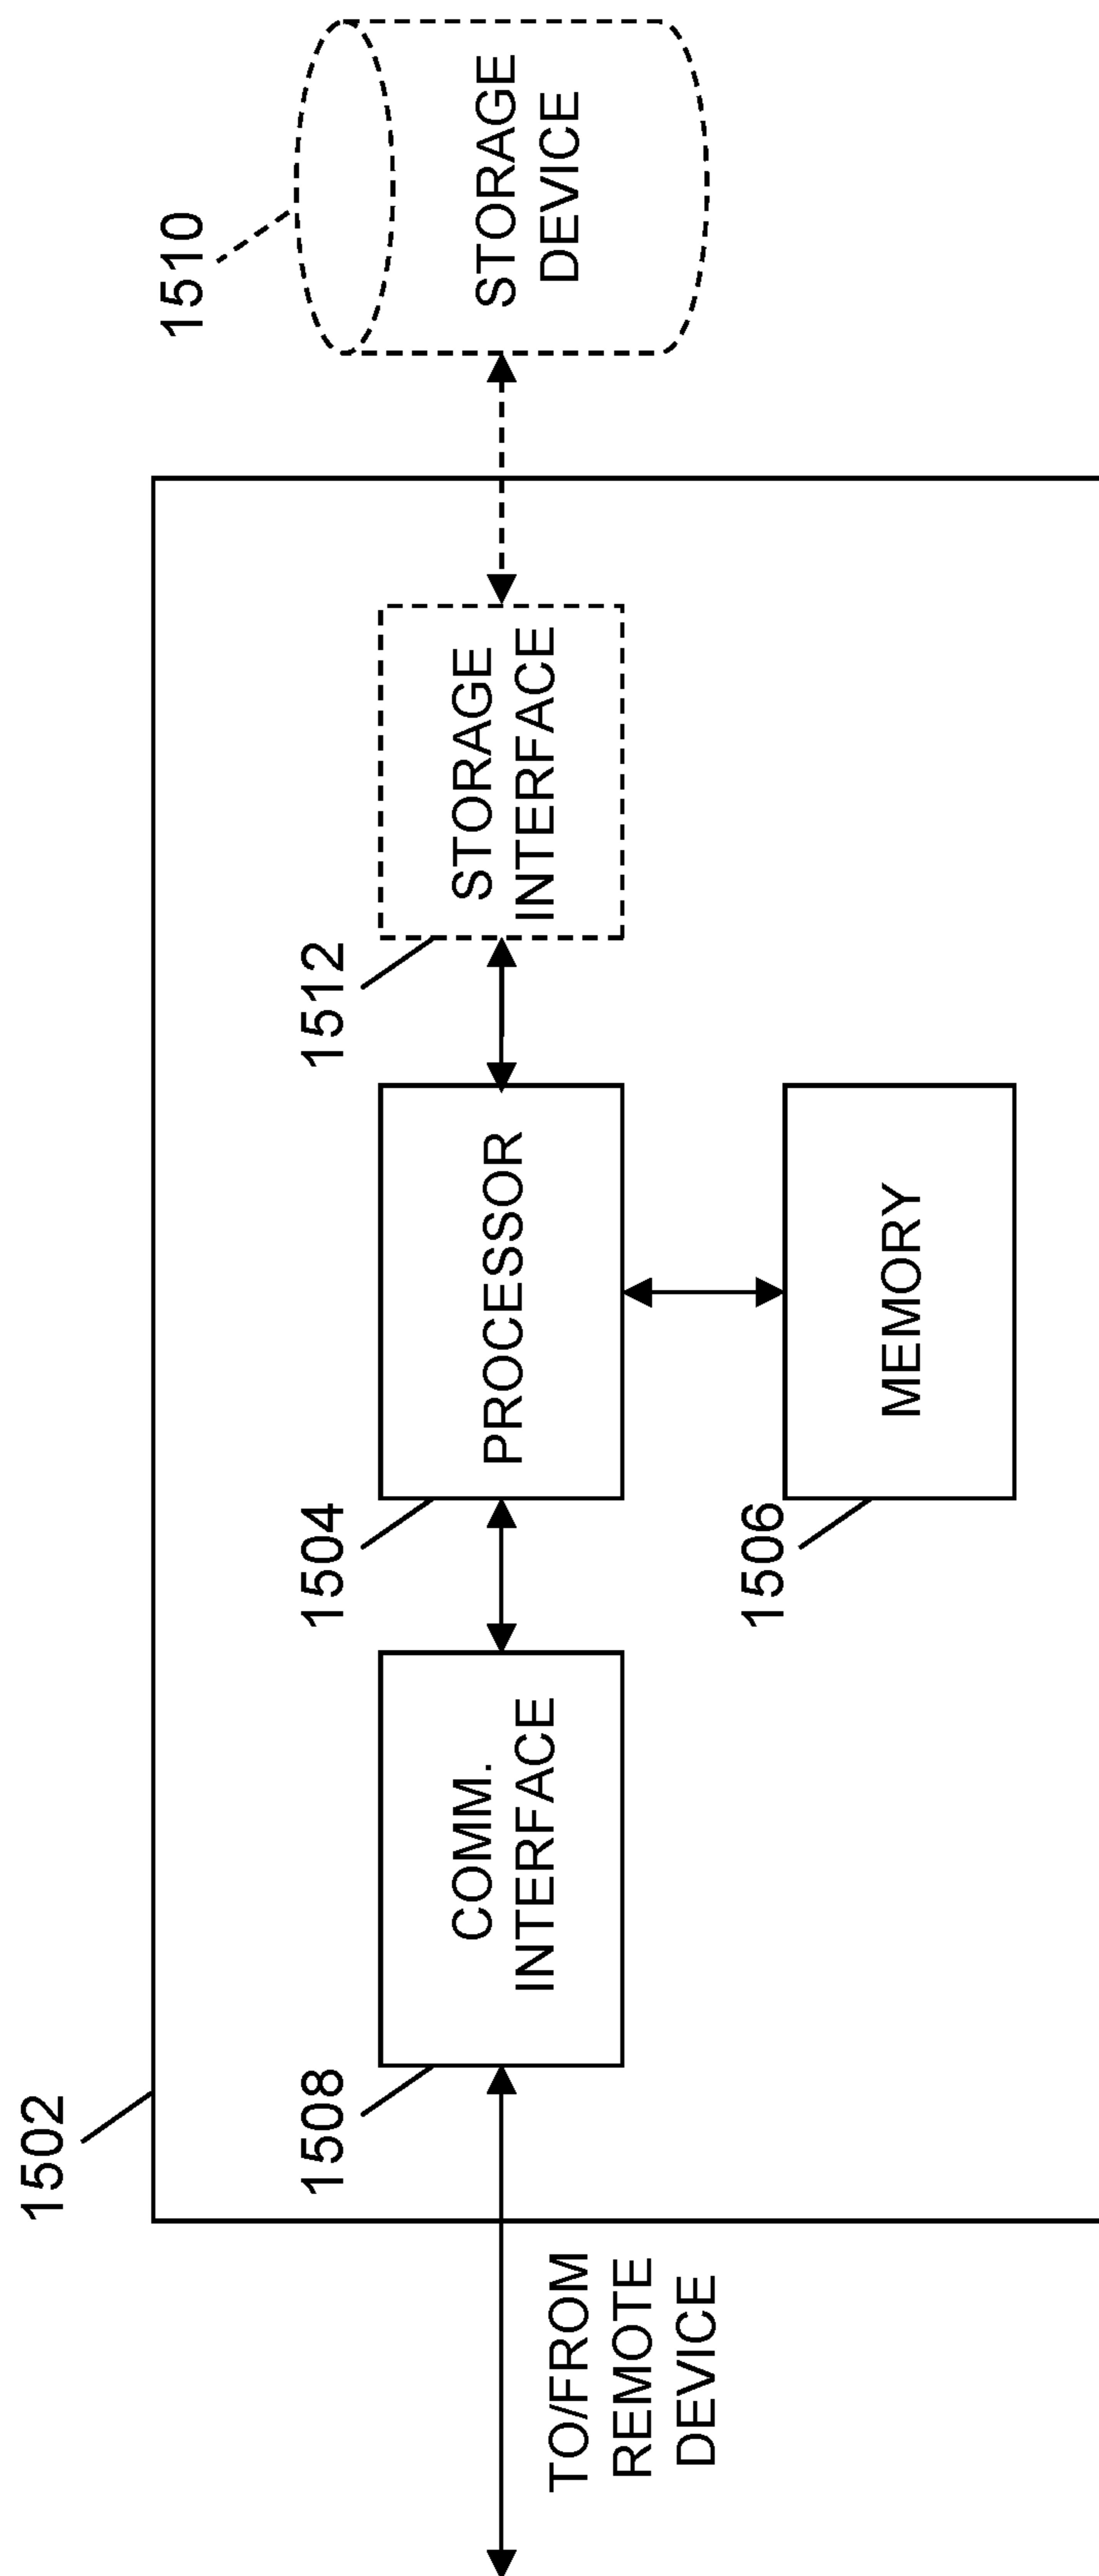 1502
1508
COMM.
INTERFACE
1504
PROCESSOR
1512
STORAGE
INTERFACE
1510
STORAGE
DEVICE
TO/FROM
REMOTE
DEVICE
1506
MEMORY